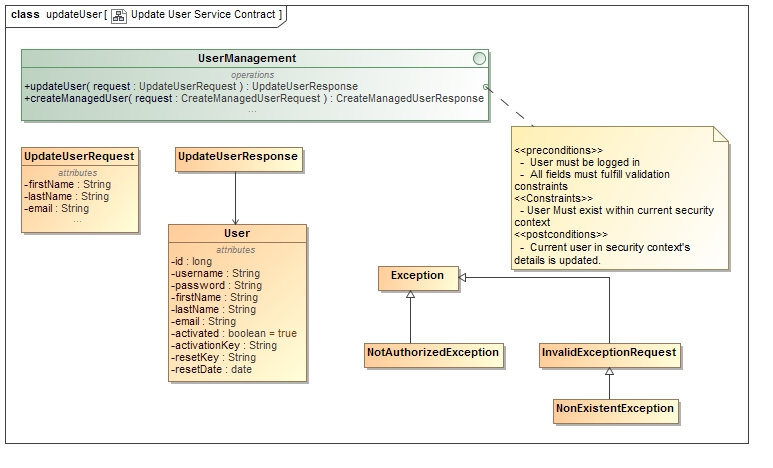 class updateUser [ Update User Service Contract ]
UserManagement
operations
+updateUser( request : UpdateUserRequest ) : UpdateUserResponse
+createManagedUser( request : CreateManagedUserRequest ) : CreateManagedUserResponse
...
<<preconditions>>
- User must be logged in
- All fields must fulfill validation
constraints
<<Constraints>>
- User Must exist within current security
context
<<postconditions>>
- Current user in security context's
details is updated.
UpdateUserRequest
attributes
-firstName : String
-lastName : String
-email : String
...
UpdateUserResponse
User
attributes
-id : long
-username : String
-password : String
-firstName : String
-lastName : String
-email : String
-activated : boolean = true
-activationKey : String
-resetKey : String
-resetDate : date
Exception
NotAuthorizedException
InvalidExceptionRequest
NonExistentException